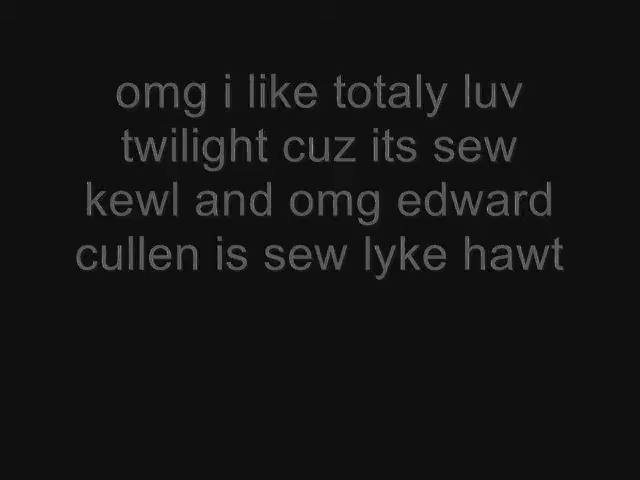 omg i like totaly luv
twilight cuz its sew
kewl and omg edward
cullen is sew lyke hawt